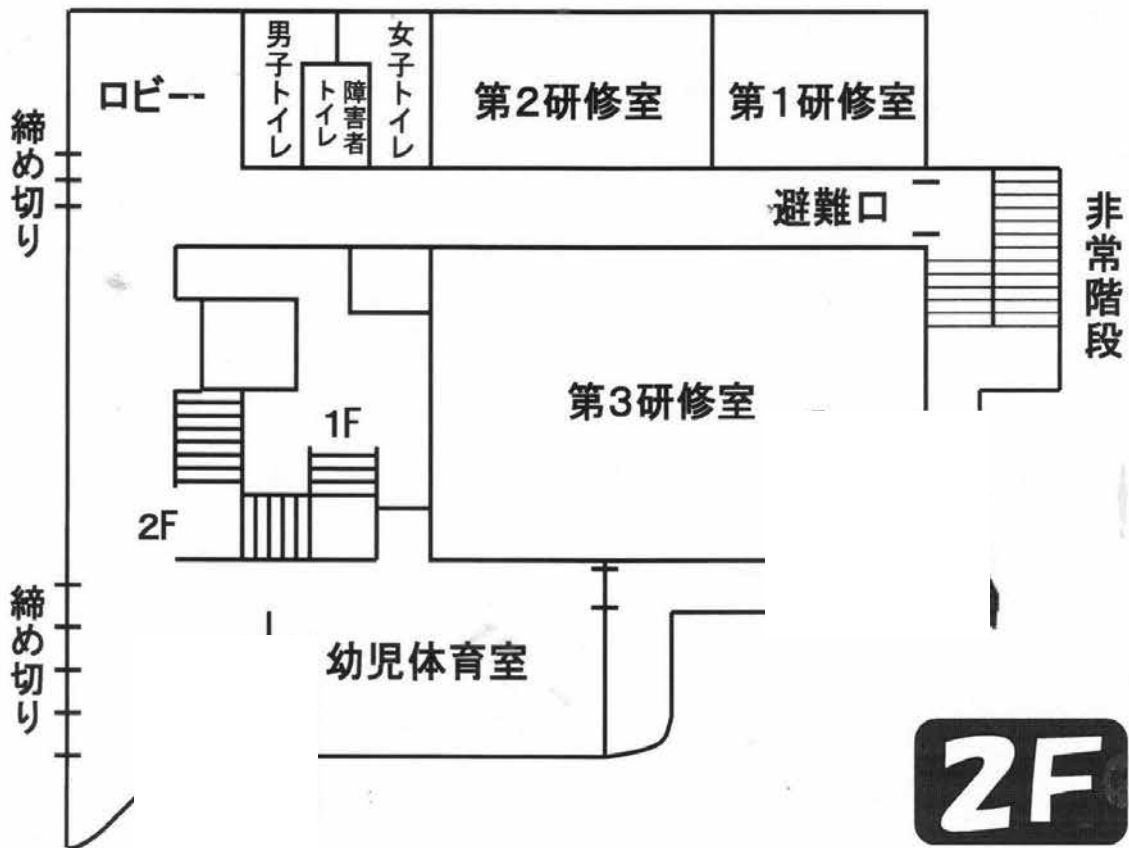 ロビー
男子トイレ
障害者
トイレ
女子トイレ
第2研修室
第1研修室
締め切り
避難口
非常階段
第3研修室
1F
2F
締め切り
幼児体育室
2F